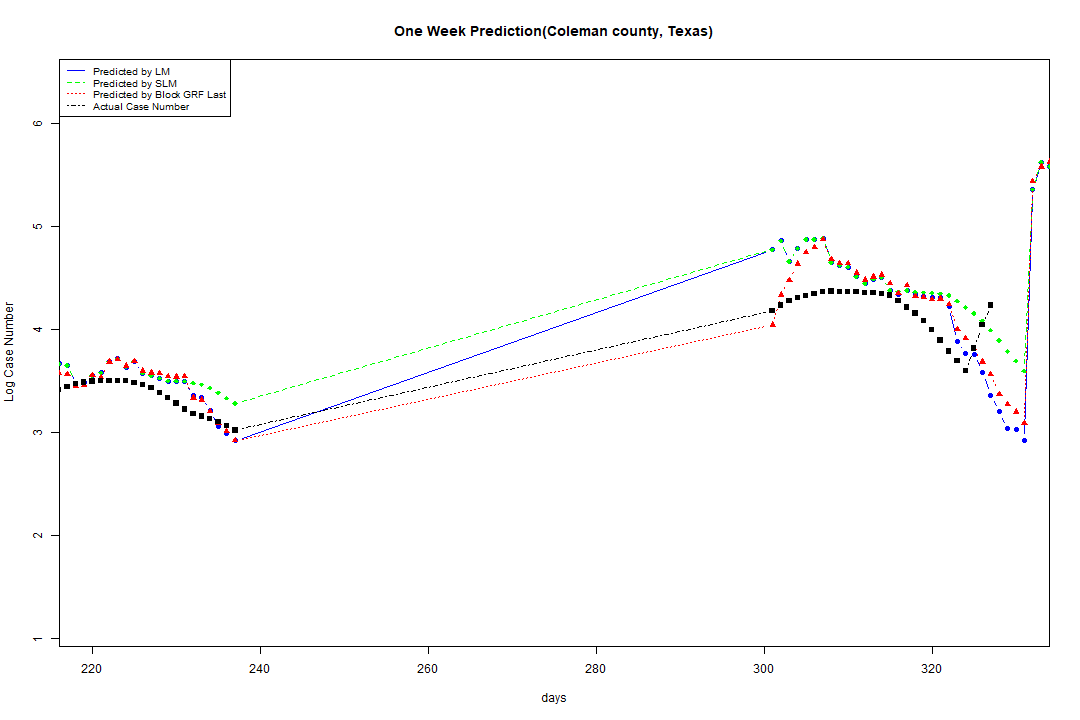 One Week Prediction(Coleman county, Texas)
Predicted by LM
Predicted by SLM
Predicted by Block GRF Last
Actual Case Number
6
5
4
3
2
1
Log Case Number
220 240 260 280 300 320
days